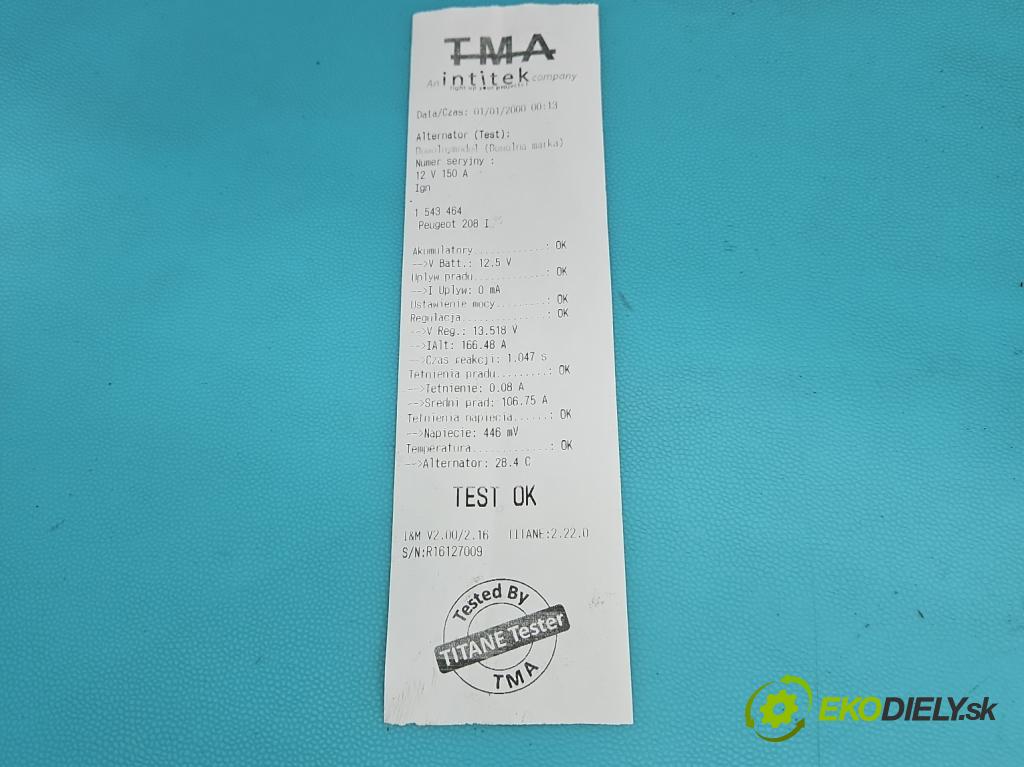 TMA
An intitek company
light up your projects!
Data/Czas: 01/01/2000 00:13
Alternator (Test):
Dowolnymodel (Dowolna marka)
Numer seryjny :
12 V 150 A
Ign
-
1 543 464
Peugeot 208 I
Akumulatory............: OK
-->V Batt.: 12.5 V
Uplyw pradu............: OK
-->I Uplyw: 0 mA
Ustawienie mocy........: OK
Regulacja..............: OK
-->V Reg.: 13.518 V
-->IAlt: 166.48 A
-->Czas reakcji: 1.047 s
Tetnienia pradu.........: OK
-->Tetnienie: 0.08 A
-->Sredni prad: 106.75 A
Tetnienia napiecia......: OK
-->Napiecie: 446 mV
Temperatura.............: OK
-->Alternator: 28.4 C
TEST OK
I&M V2.00/2.16 TITANE:2.22.0
S/N:R16127009
Tested By
TITANE Tester
TMA
EKODIELY.sk